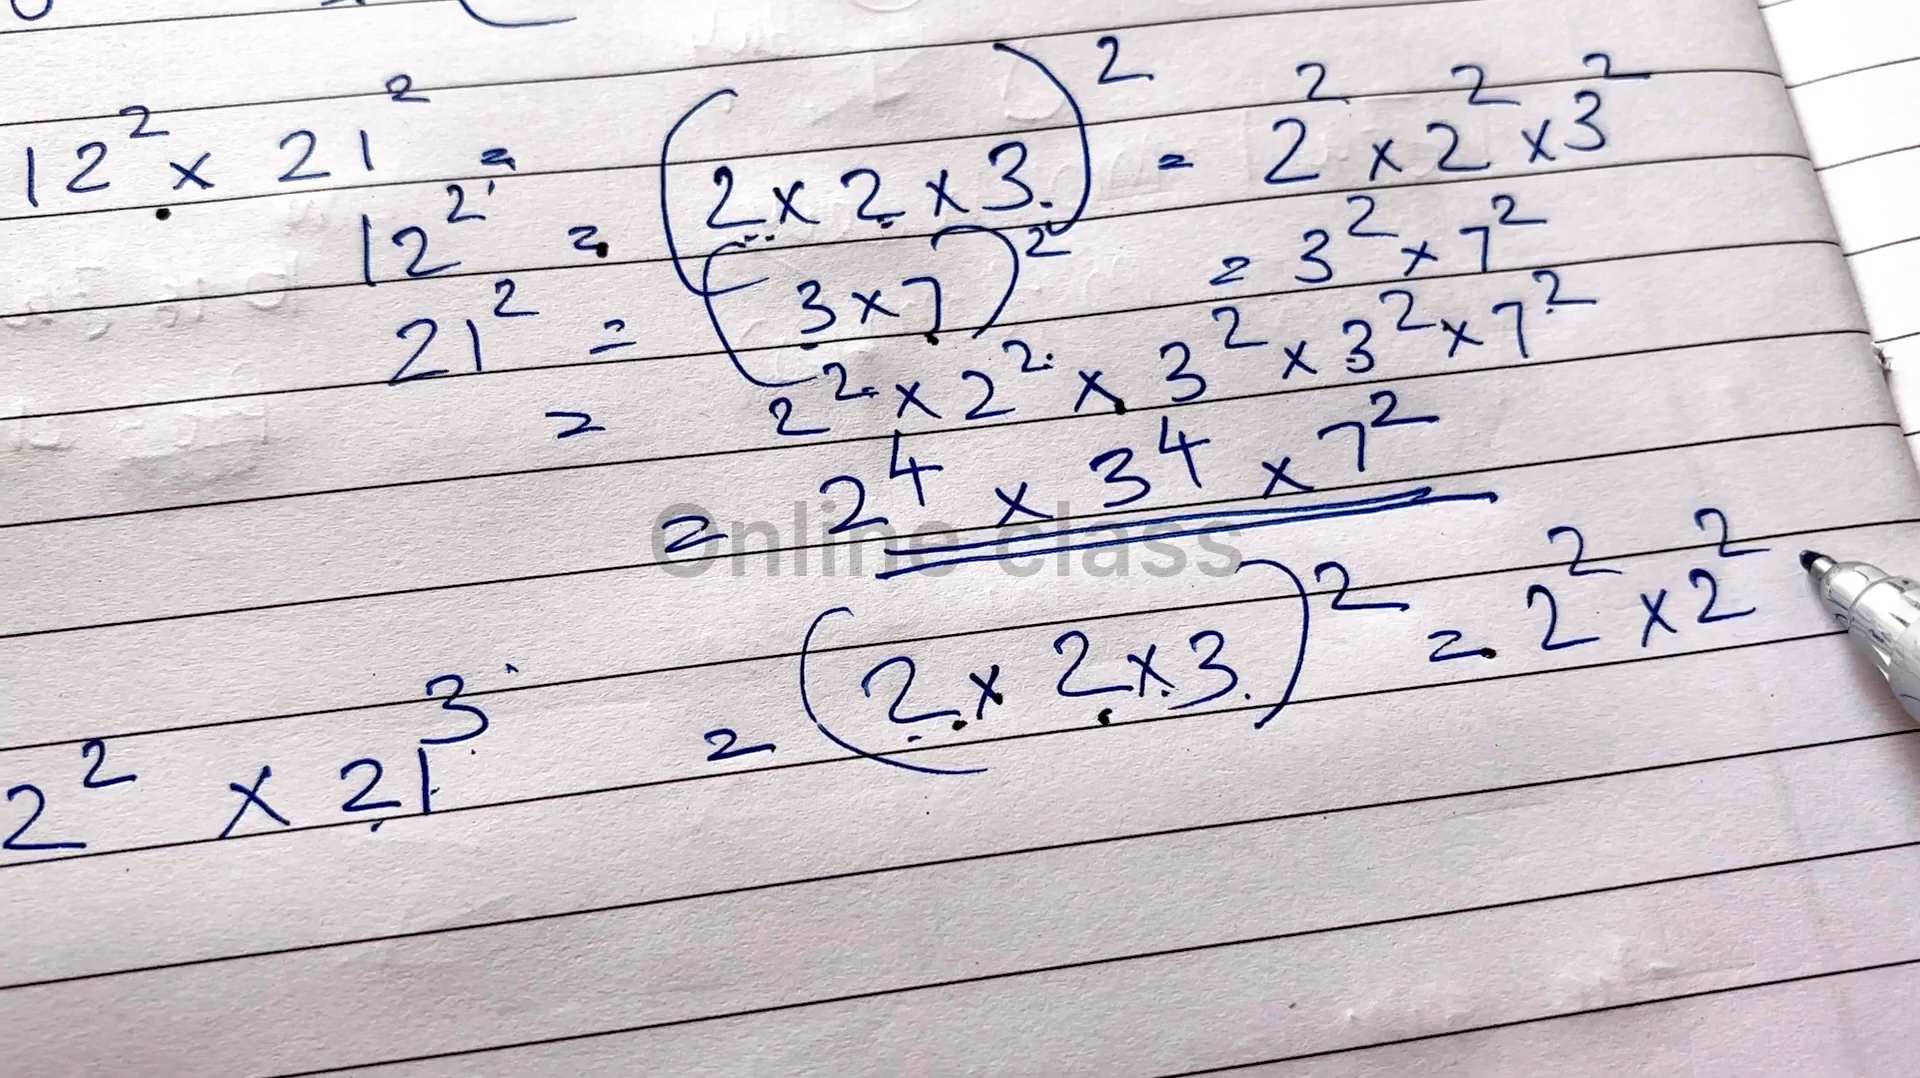 12² × 21² =
12² = (2 × 2 × 3)² = 2² × 2² × 3²
21² = (3 × 7)² = 3² × 7²
= 2² × 2² × 3² × 3² × 7²
= 2⁴ × 3⁴ × 7²
Online class
2² × 21³ = (2 × 2 × 3)² = 2² × 2²